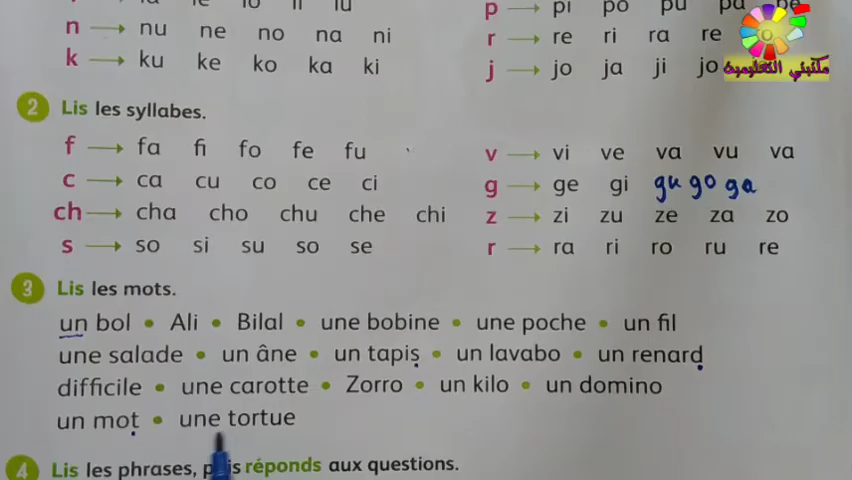 n → nu ne no na ni
k → ku ke ko ka ki
p → pi po pu pa pe
r → re ri ra re
j → jo ja ji jo
مكتبتي التعليمية
2 Lis les syllabes.
f → fa fi fo fe fu
c → ca cu co ce ci
ch → cha cho chu che chi
s → so si su so se
v → vi ve va vu va
g → ge gi gu go ga
z → zi zu ze za zo
r → ra ri ro ru re
3 Lis les mots.
un bol • Ali • Bilal • une bobine • une poche • un fil
une salade • un âne • un tapis • un lavabo • un renard
difficile • une carotte • Zorro • un kilo • un domino
un mot • une tortue
4 Lis les phrases, puis réponds aux questions.